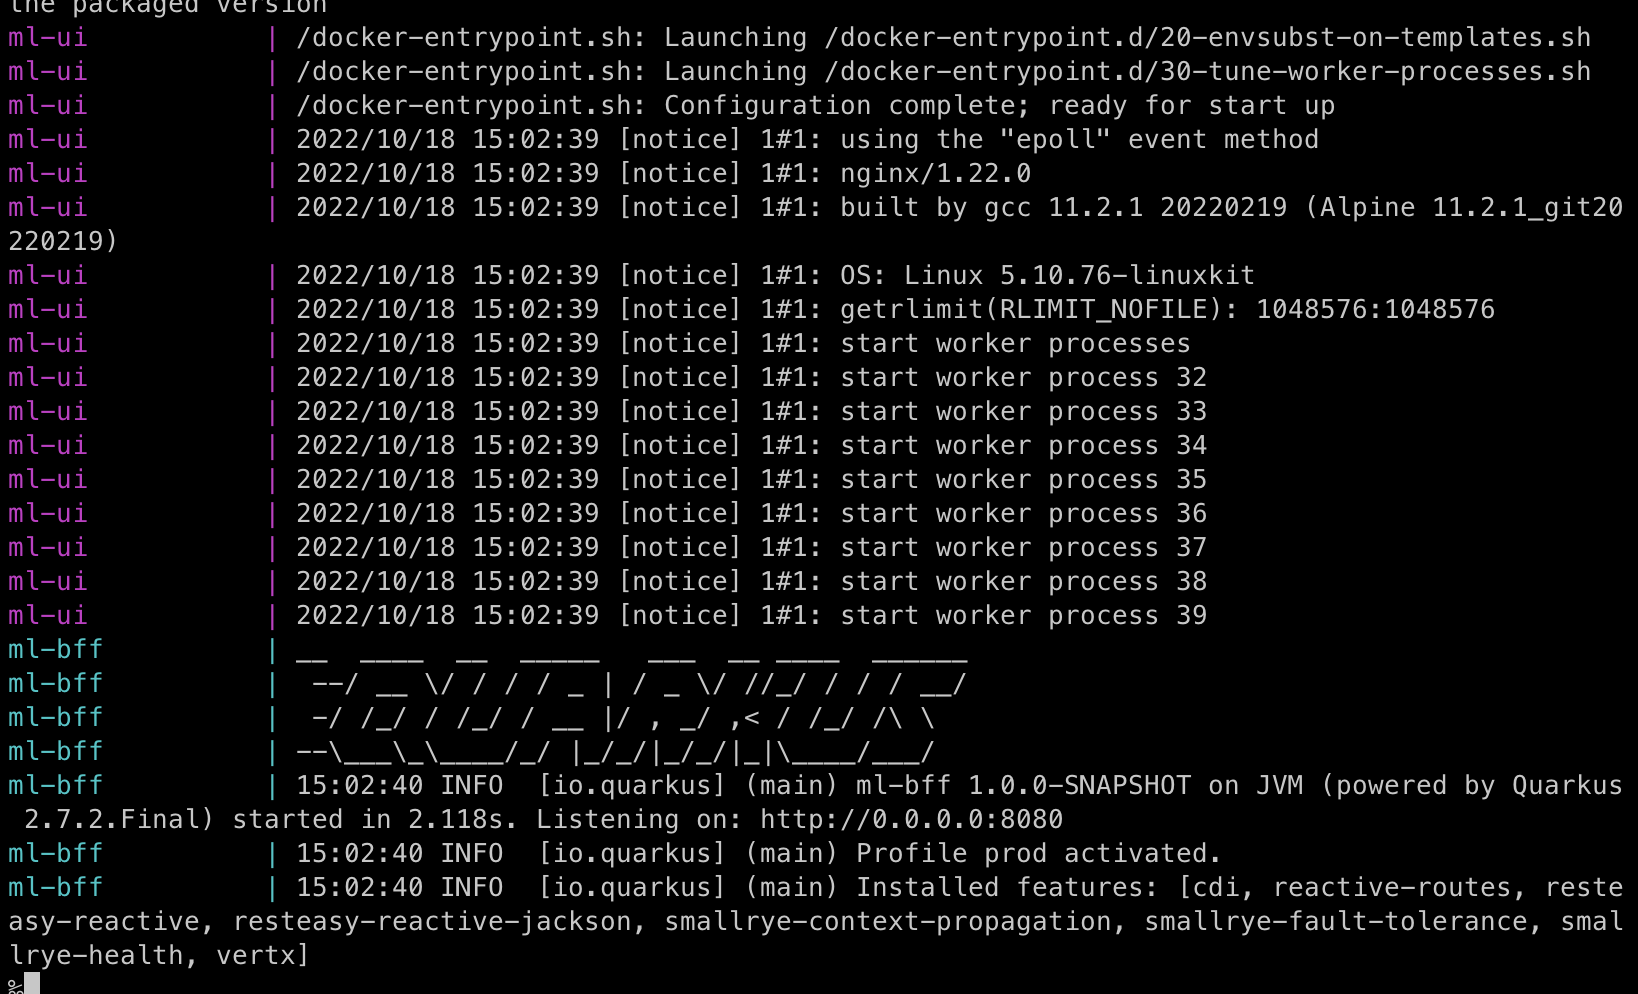 the packaged version
ml-ui | /docker-entrypoint.sh: Launching /docker-entrypoint.d/20-envsubst-on-templates.sh
ml-ui | /docker-entrypoint.sh: Launching /docker-entrypoint.d/30-tune-worker-processes.sh
ml-ui | /docker-entrypoint.sh: Configuration complete; ready for start up
ml-ui | 2022/10/18 15:02:39 [notice] 1#1: using the "epoll" event method
ml-ui | 2022/10/18 15:02:39 [notice] 1#1: nginx/1.22.0
ml-ui | 2022/10/18 15:02:39 [notice] 1#1: built by gcc 11.2.1 20220219 (Alpine 11.2.1_git20
220219)
ml-ui | 2022/10/18 15:02:39 [notice] 1#1: OS: Linux 5.10.76-linuxkit
ml-ui | 2022/10/18 15:02:39 [notice] 1#1: getrlimit(RLIMIT_NOFILE): 1048576:1048576
ml-ui | 2022/10/18 15:02:39 [notice] 1#1: start worker processes
ml-ui | 2022/10/18 15:02:39 [notice] 1#1: start worker process 32
ml-ui | 2022/10/18 15:02:39 [notice] 1#1: start worker process 33
ml-ui | 2022/10/18 15:02:39 [notice] 1#1: start worker process 34
ml-ui | 2022/10/18 15:02:39 [notice] 1#1: start worker process 35
ml-ui | 2022/10/18 15:02:39 [notice] 1#1: start worker process 36
ml-ui | 2022/10/18 15:02:39 [notice] 1#1: start worker process 37
ml-ui | 2022/10/18 15:02:39 [notice] 1#1: start worker process 38
ml-ui | 2022/10/18 15:02:39 [notice] 1#1: start worker process 39
ml-bff | __  ____  __  _____   ___  __ ____  ______
ml-bff |  --/ __ \/ / / / _ | / _ \/ //_/ / / / __/
ml-bff |  -/ /_/ / /_/ / __ |/ , _/ ,< / /_/ /\ \
ml-bff | --\___\_\____/_/ |_/_/|_/_/|_|\____/___/
ml-bff | 15:02:40 INFO  [io.quarkus] (main) ml-bff 1.0.0-SNAPSHOT on JVM (powered by Quarkus
 2.7.2.Final) started in 2.118s. Listening on: http://0.0.0.0:8080
ml-bff | 15:02:40 INFO  [io.quarkus] (main) Profile prod activated.
ml-bff | 15:02:40 INFO  [io.quarkus] (main) Installed features: [cdi, reactive-routes, reste
asy-reactive, resteasy-reactive-jackson, smallrye-context-propagation, smallrye-fault-tolerance, smal
lrye-health, vertx]
%